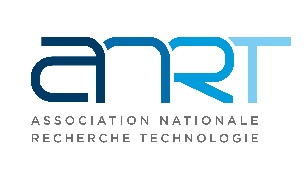 anRT
ASSOCIATION NATIONALE
RECHERCHE TECHNOLOGIE